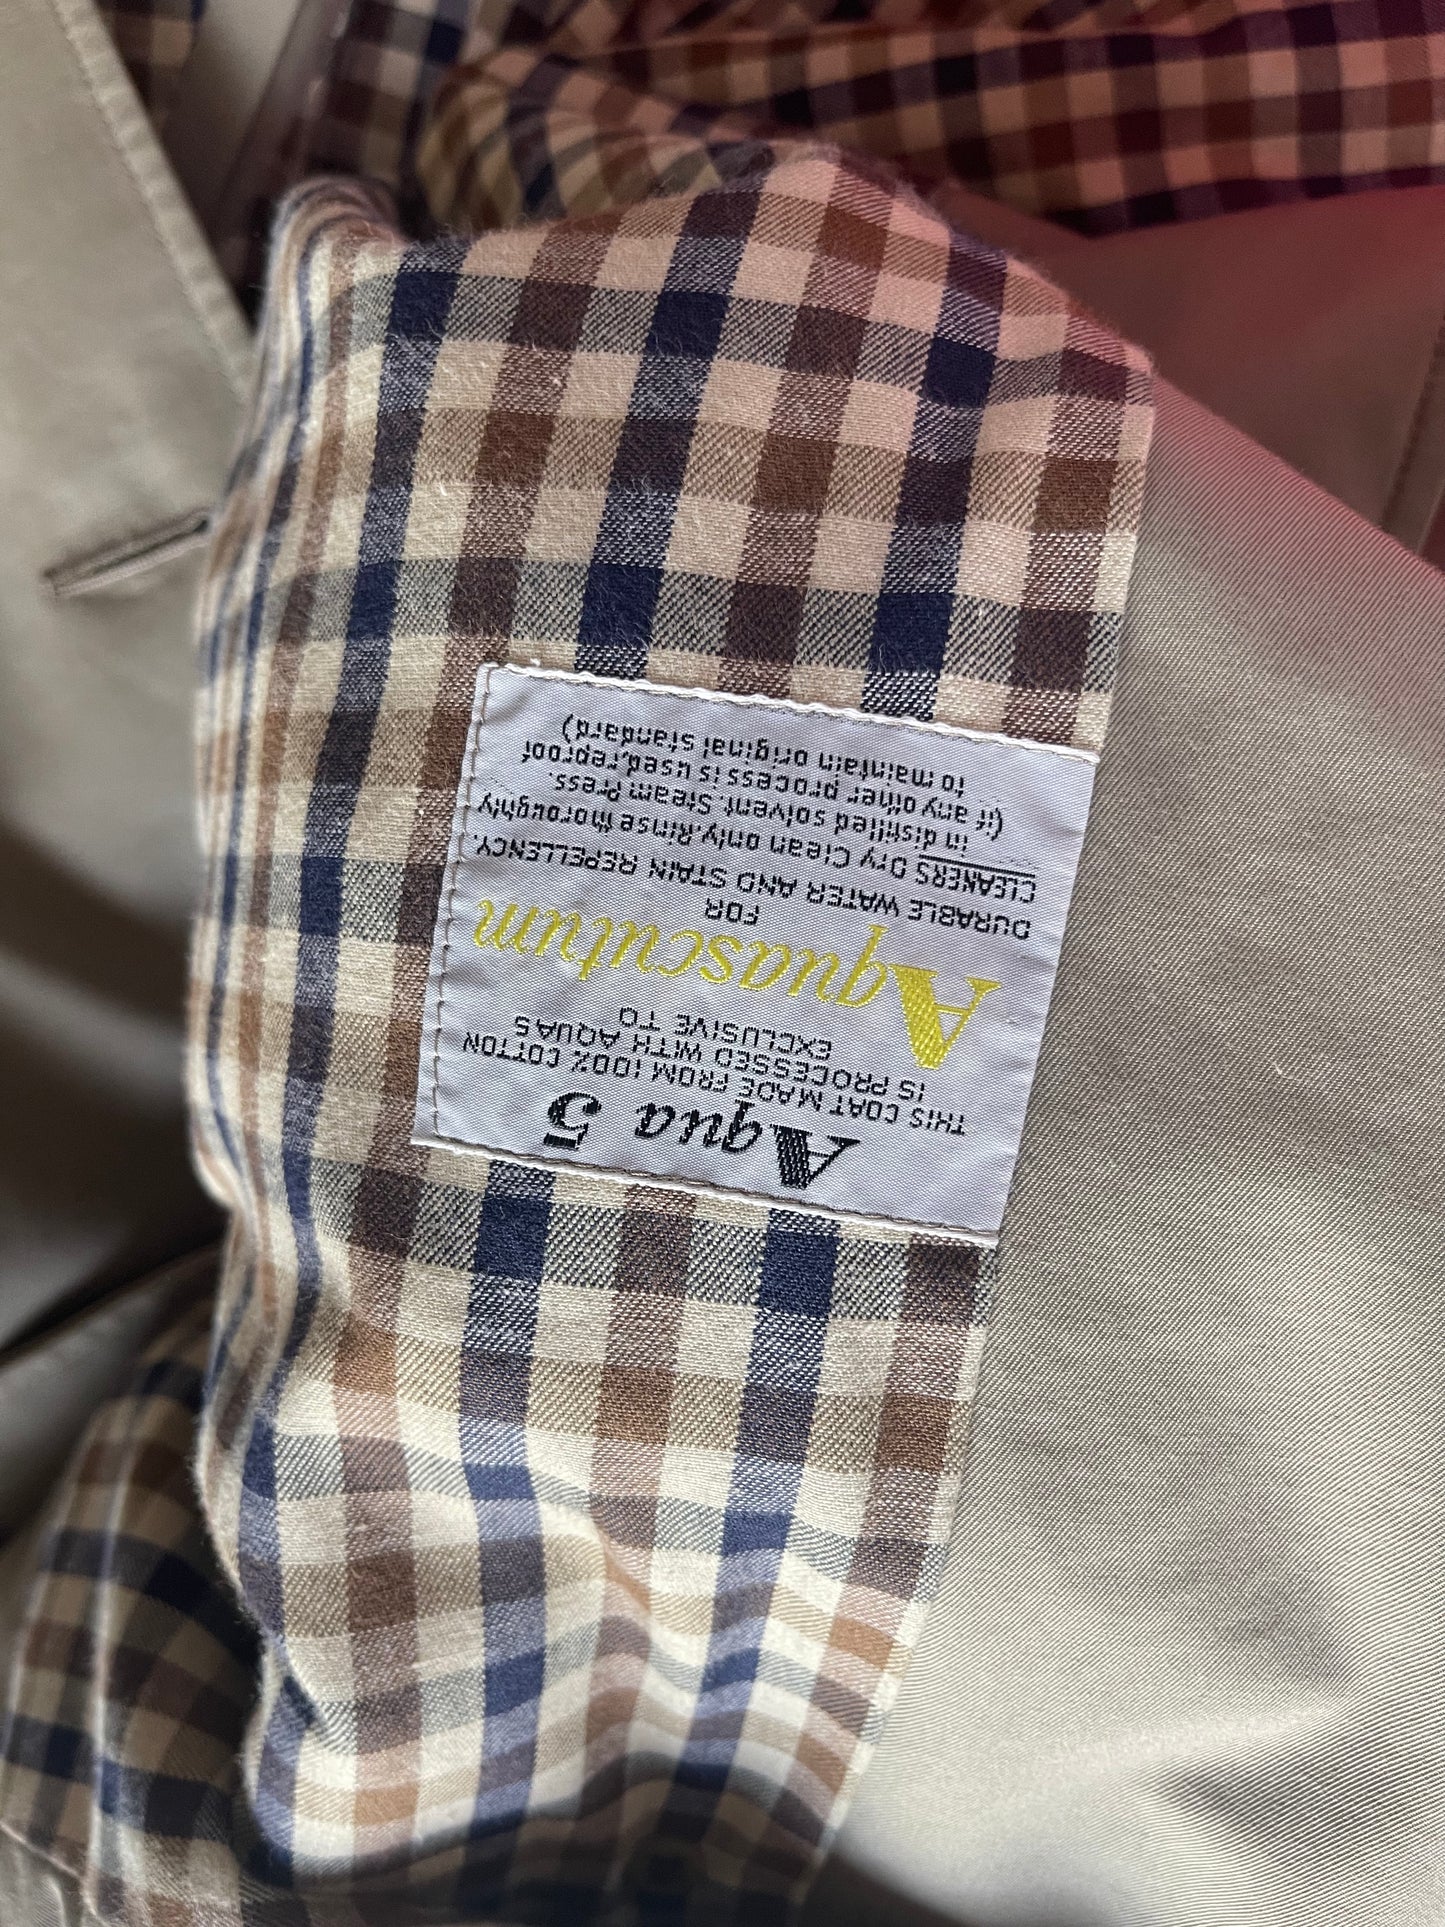 Aqua 5
THIS COAT MADE FROM 100% COTTON
IS PROCESSED WITH AQUAS
EXCLUSIVE TO
Aquascutum
FOR
DURABLE WATER AND STAIN REPELLENCY.
CLEANERS Dry Clean only.Rinse thoroughly
in distilled solvent. Steam Press.
(if any other process is used,reproof
to maintain original standard)